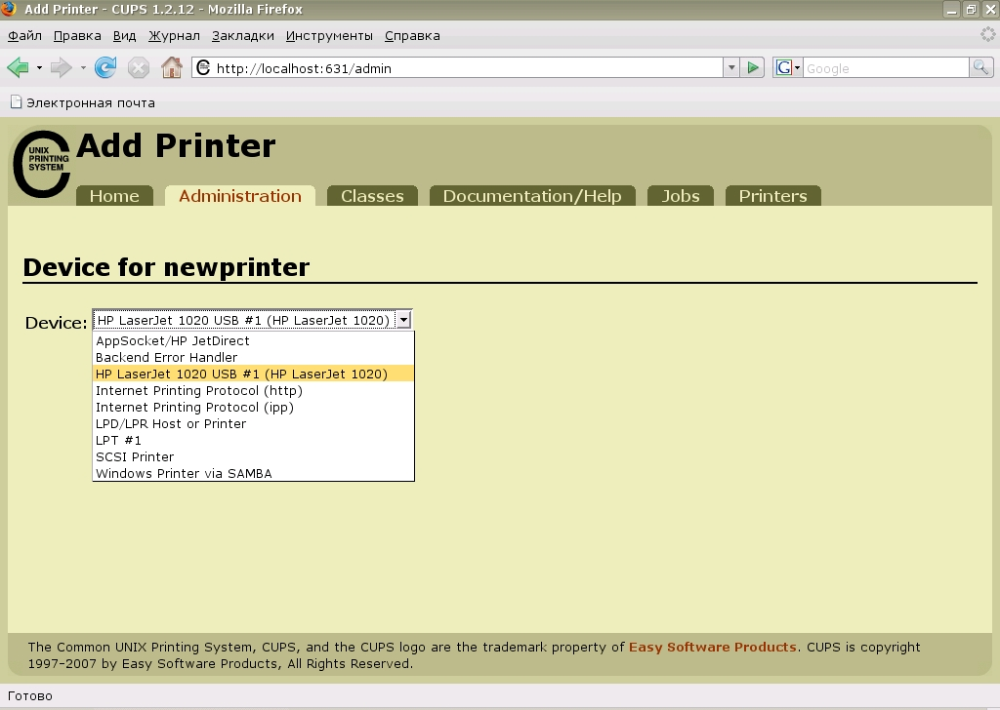 Add Printer - CUPS 1.2.12 - Mozilla Firefox
Файл Правка Вид Журнал Закладки Инструменты Справка
http://localhost:631/admin
G Google
Электронная почта
UNIX
PRINTING
SYSTEM
Add Printer
Home Administration Classes Documentation/Help Jobs Printers
Device for newprinter
Device: HP LaserJet 1020 USB #1 (HP LaserJet 1020)
AppSocket/HP JetDirect
Backend Error Handler
HP LaserJet 1020 USB #1 (HP LaserJet 1020)
Internet Printing Protocol (http)
Internet Printing Protocol (ipp)
LPD/LPR Host or Printer
LPT #1
SCSI Printer
Windows Printer via SAMBA
The Common UNIX Printing System, CUPS, and the CUPS logo are the trademark property of Easy Software Products. CUPS is copyright
1997-2007 by Easy Software Products, All Rights Reserved.
Готово